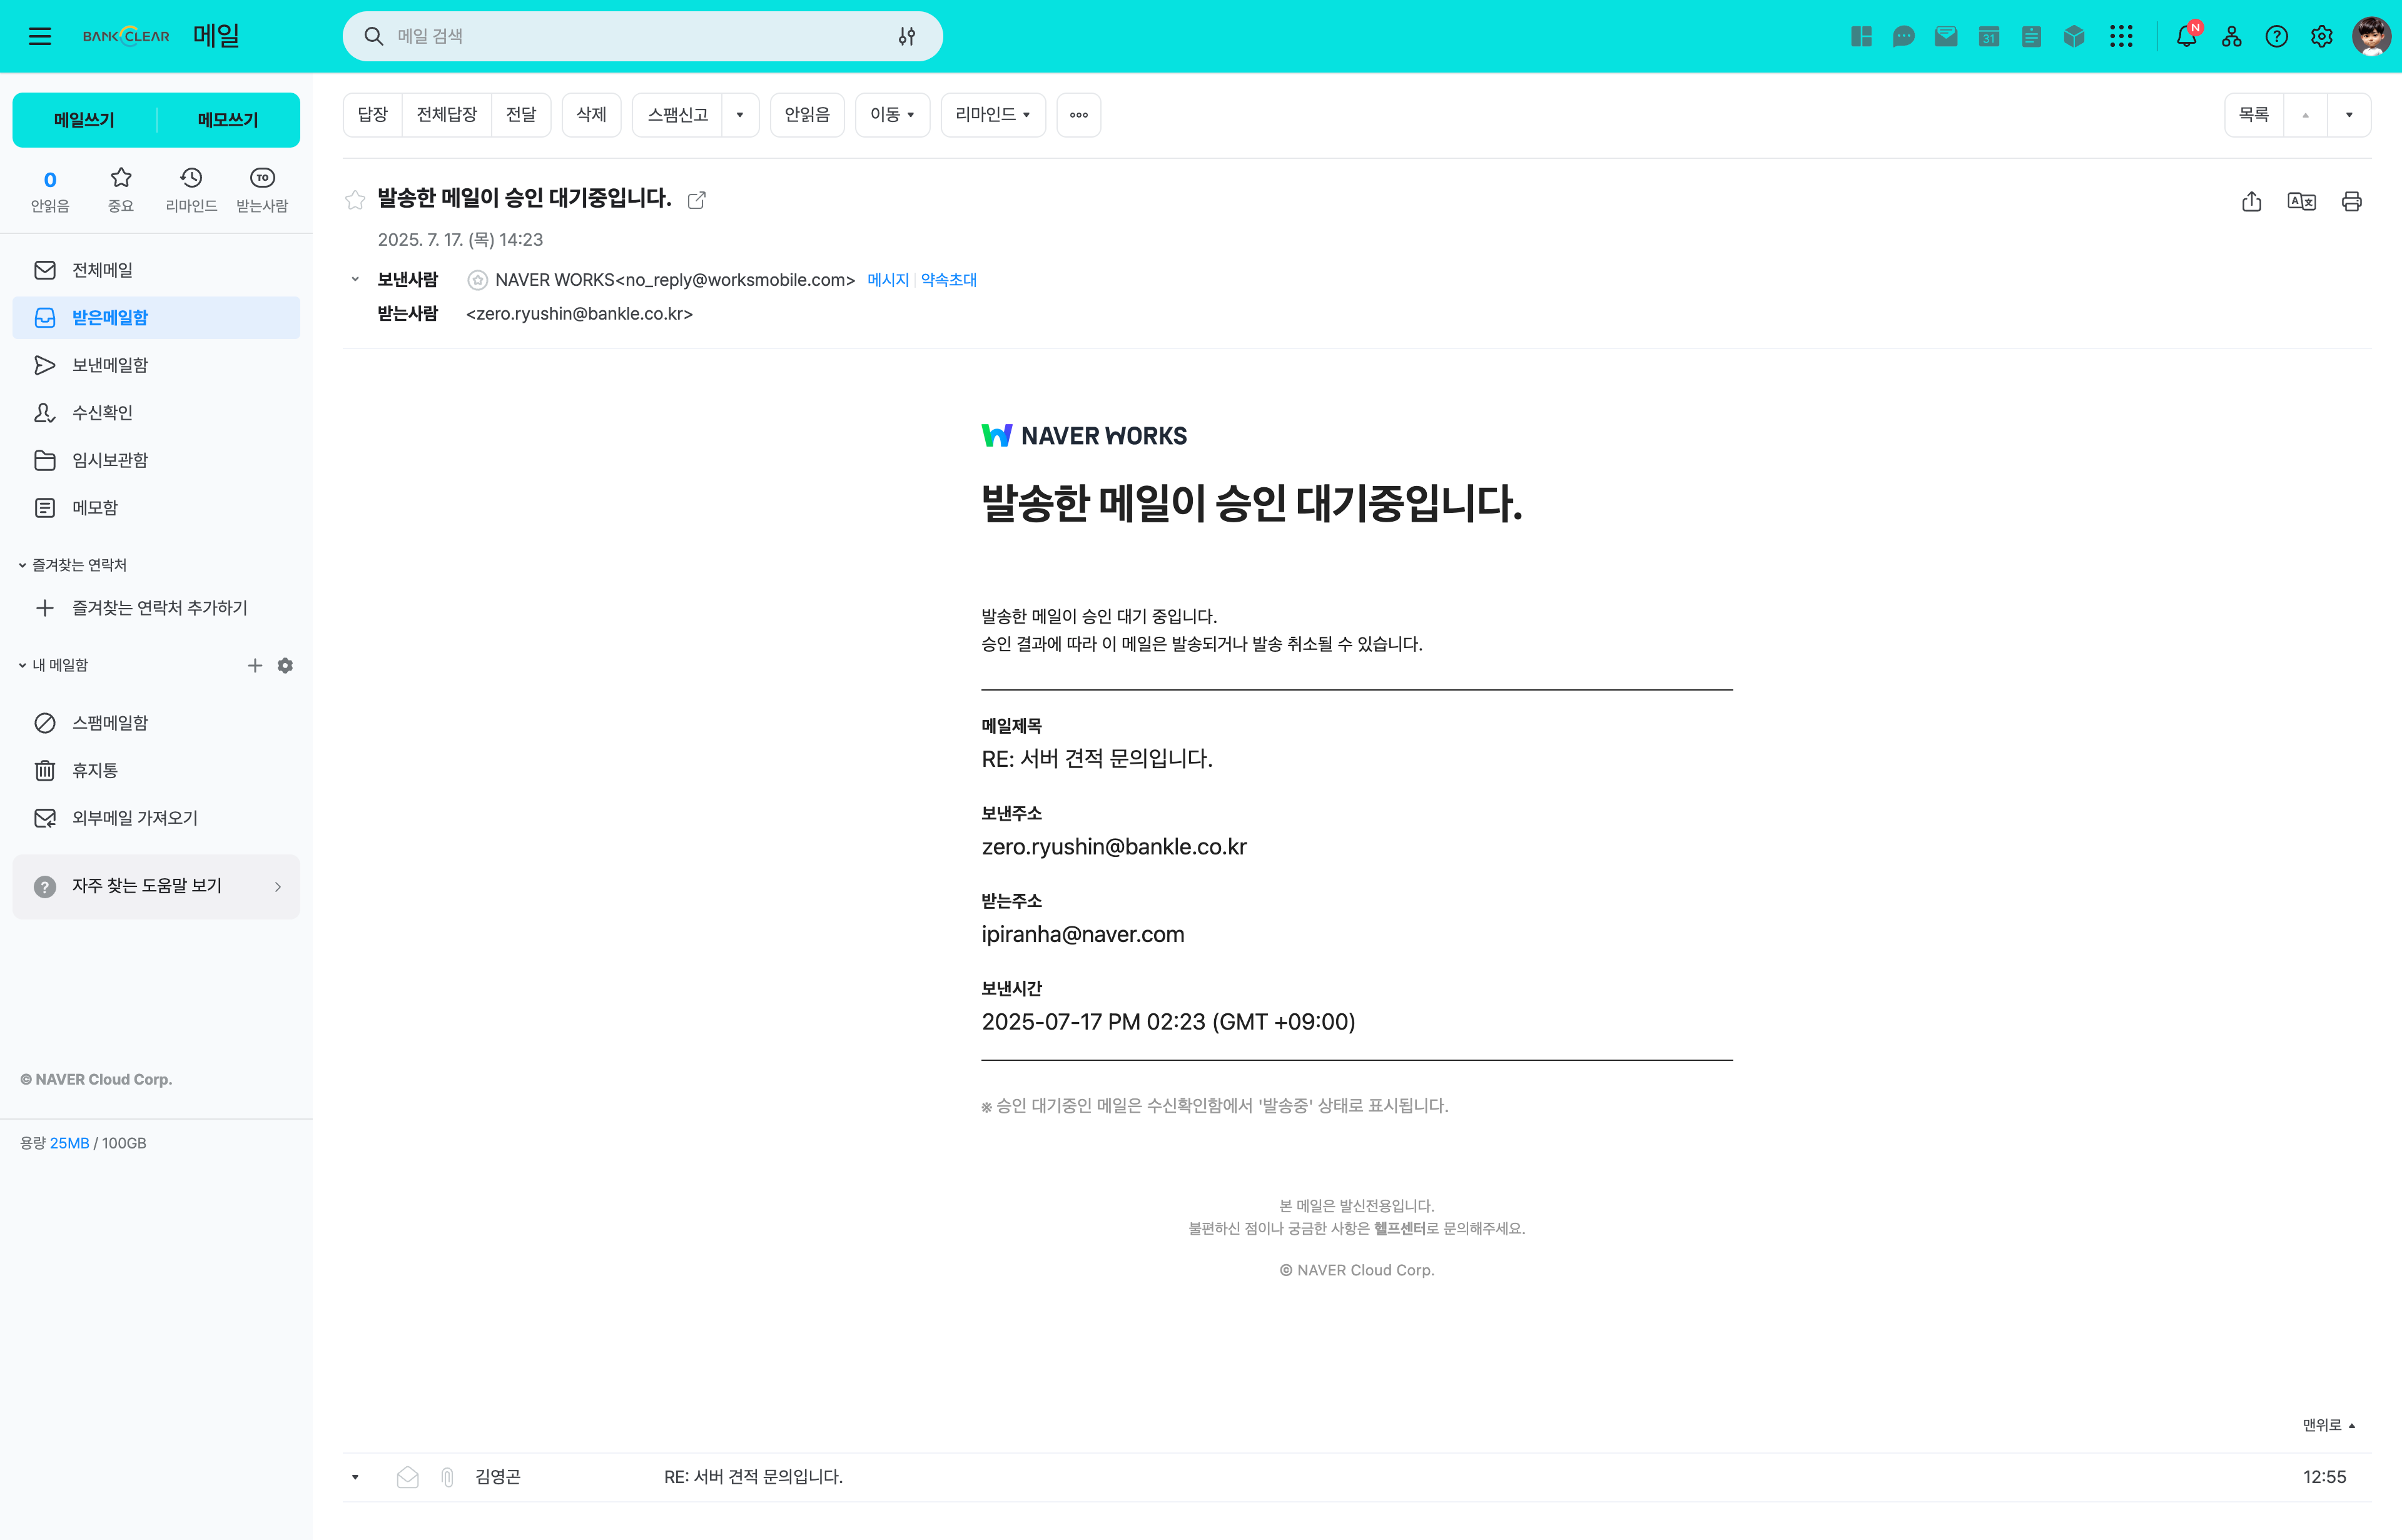 BANKCLEAR 메일
메일 검색
31
N
메일쓰기
메모쓰기
0
안읽음
중요
리마인드
TO
받는사람
전체메일
받은메일함
보낸메일함
수신확인
임시보관함
메모함
즐겨찾는 연락처
즐겨찾는 연락처 추가하기
내 메일함
스팸메일함
휴지통
외부메일 가져오기
자주 찾는 도움말 보기
© NAVER Cloud Corp.
용량 25MB / 100GB
답장 전체답장 전달 삭제 스팸신고 안읽음 이동 리마인드 목록
발송한 메일이 승인 대기중입니다.
2025. 7. 17. (목) 14:23
보낸사람 NAVER WORKS<no_reply@worksmobile.com> 메시지 약속초대
받는사람 <zero.ryushin@bankle.co.kr>
NAVER WORKS
발송한 메일이 승인 대기중입니다.
발송한 메일이 승인 대기 중입니다.
승인 결과에 따라 이 메일은 발송되거나 발송 취소될 수 있습니다.
메일제목
RE: 서버 견적 문의입니다.
보낸주소
zero.ryushin@bankle.co.kr
받는주소
ipiranha@naver.com
보낸시간
2025-07-17 PM 02:23 (GMT +09:00)
※ 승인 대기중인 메일은 수신확인함에서 '발송중' 상태로 표시됩니다.
본 메일은 발신전용입니다.
불편하신 점이나 궁금한 사항은 헬프센터로 문의해주세요.
© NAVER Cloud Corp.
맨위로
김영곤 RE: 서버 견적 문의입니다. 12:55